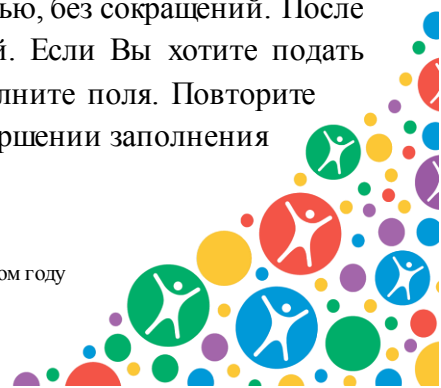 ью, без сокращений. После
й. Если Вы хотите подать
лните поля. Повторите
ршении заполнения
ом году